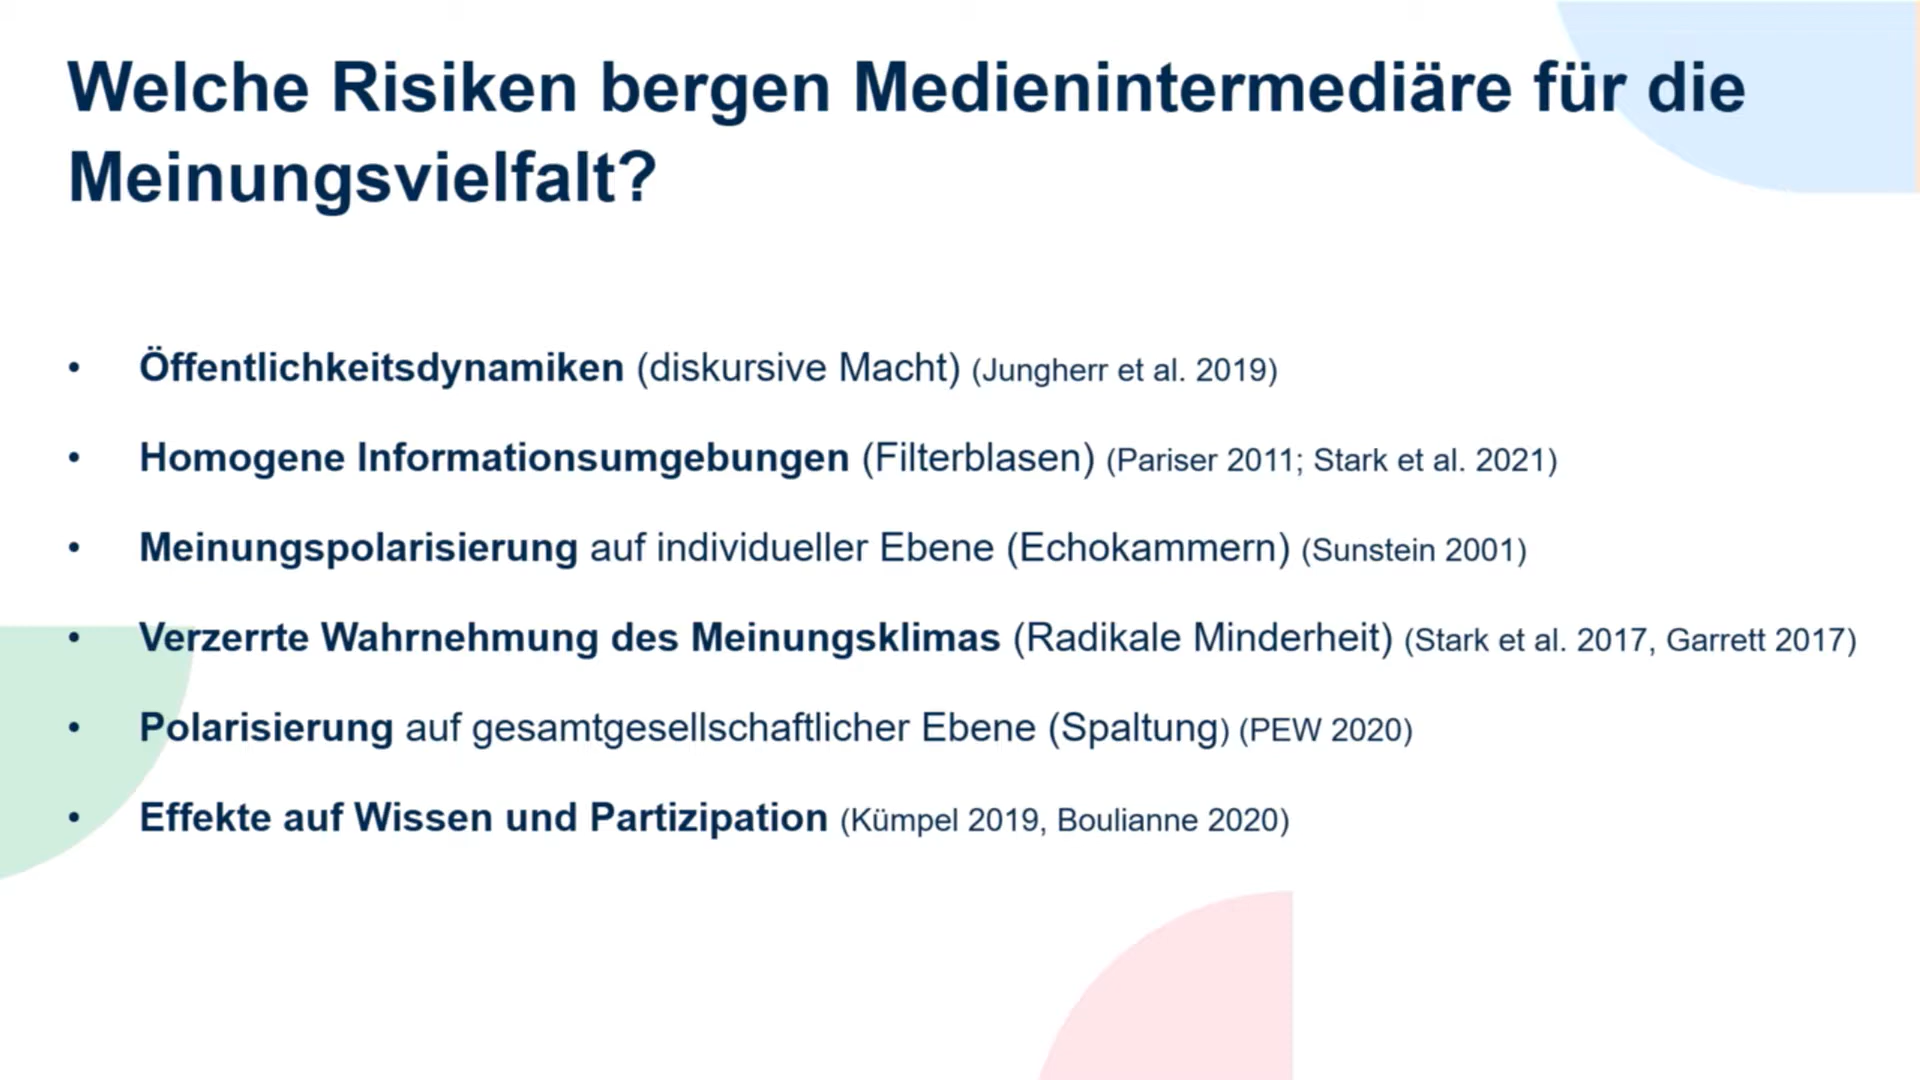 Welche Risiken bergen Medienintermediäre für die
Meinungsvielfalt?
• Öffentlichkeitsdynamiken (diskursive Macht) (Jungherr et al. 2019)
• Homogene Informationsumgebungen (Filterblasen) (Pariser 2011; Stark et al. 2021)
• Meinungspolarisierung auf individueller Ebene (Echokammern) (Sunstein 2001)
• Verzerrte Wahrnehmung des Meinungsklimas (Radikale Minderheit) (Stark et al. 2017, Garrett 2017)
• Polarisierung auf gesamtgesellschaftlicher Ebene (Spaltung) (PEW 2020)
• Effekte auf Wissen und Partizipation (Kümpel 2019, Boulianne 2020)